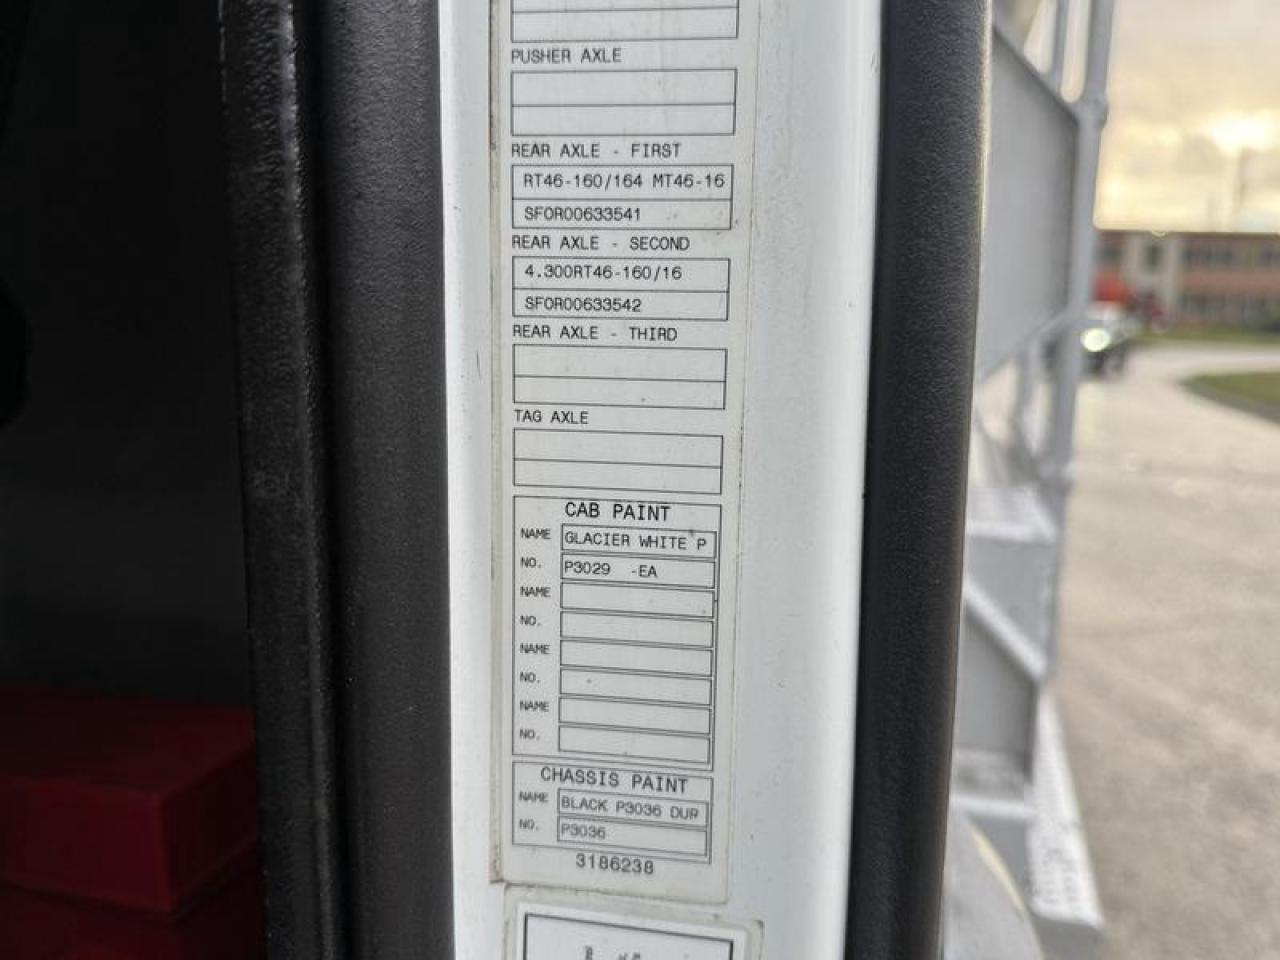 PUSHER AXLE
REAR AXLE - FIRST
RT46-160/164 MT46-16
SFOR00633541
REAR AXLE - SECOND
4.300RT46-160/16
SFOR00633542
REAR AXLE - THIRD
TAG AXLE
CAB PAINT
NAME GLACIER WHITE P
NO. P3029 -EA
NAME
NO.
NAME
NO.
NAME
NO.
CHASSIS PAINT
NAME BLACK P3036 DUR
NO. P3036
3186238